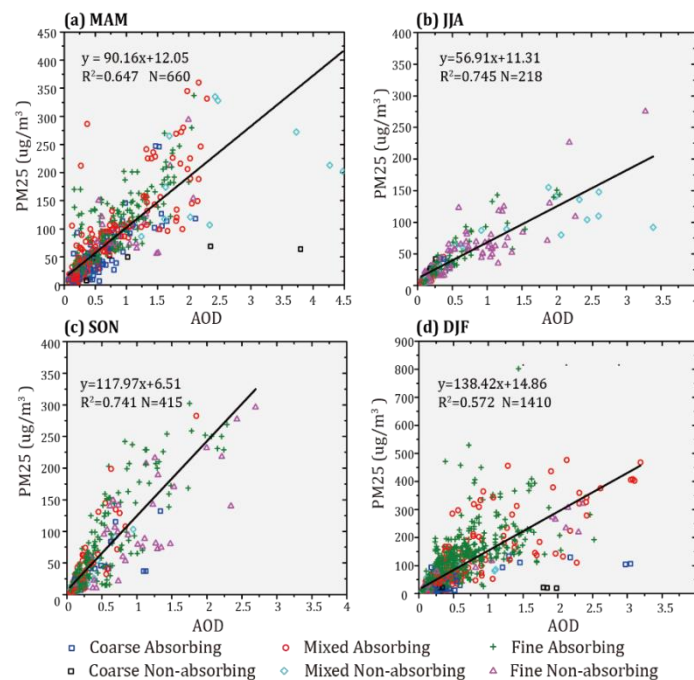 (a) MAM
y = 90.16x+12.05
R²=0.647 N=660
PM25 (ug/m³)
450
400
350
300
250
200
150
100
50
0
0 0.5 1 1.5 2 2.5 3 3.5 4 4.5
AOD
(b) JJA
y=56.91x+11.31
R²=0.745 N=218
PM25 (ug/m³)
400
350
300
250
200
150
100
50
0
0 0.5 1 1.5 2 2.5 3 3.5 4
AOD
(c) SON
y=117.97x+6.51
R²=0.741 N=415
PM25 (ug/m³)
400
350
300
250
200
150
100
50
0
0 0.5 1 1.5 2 2.5 3 3.5 4
AOD
(d) DJF
y=138.42x+14.86
R²=0.572 N=1410
PM25 (ug/m³)
900
800
700
600
500
400
300
200
100
0
0 0.5 1 1.5 2 2.5 3 3.5 4
AOD
Coarse Absorbing Mixed Absorbing Fine Absorbing
Coarse Non-absorbing Mixed Non-absorbing Fine Non-absorbing